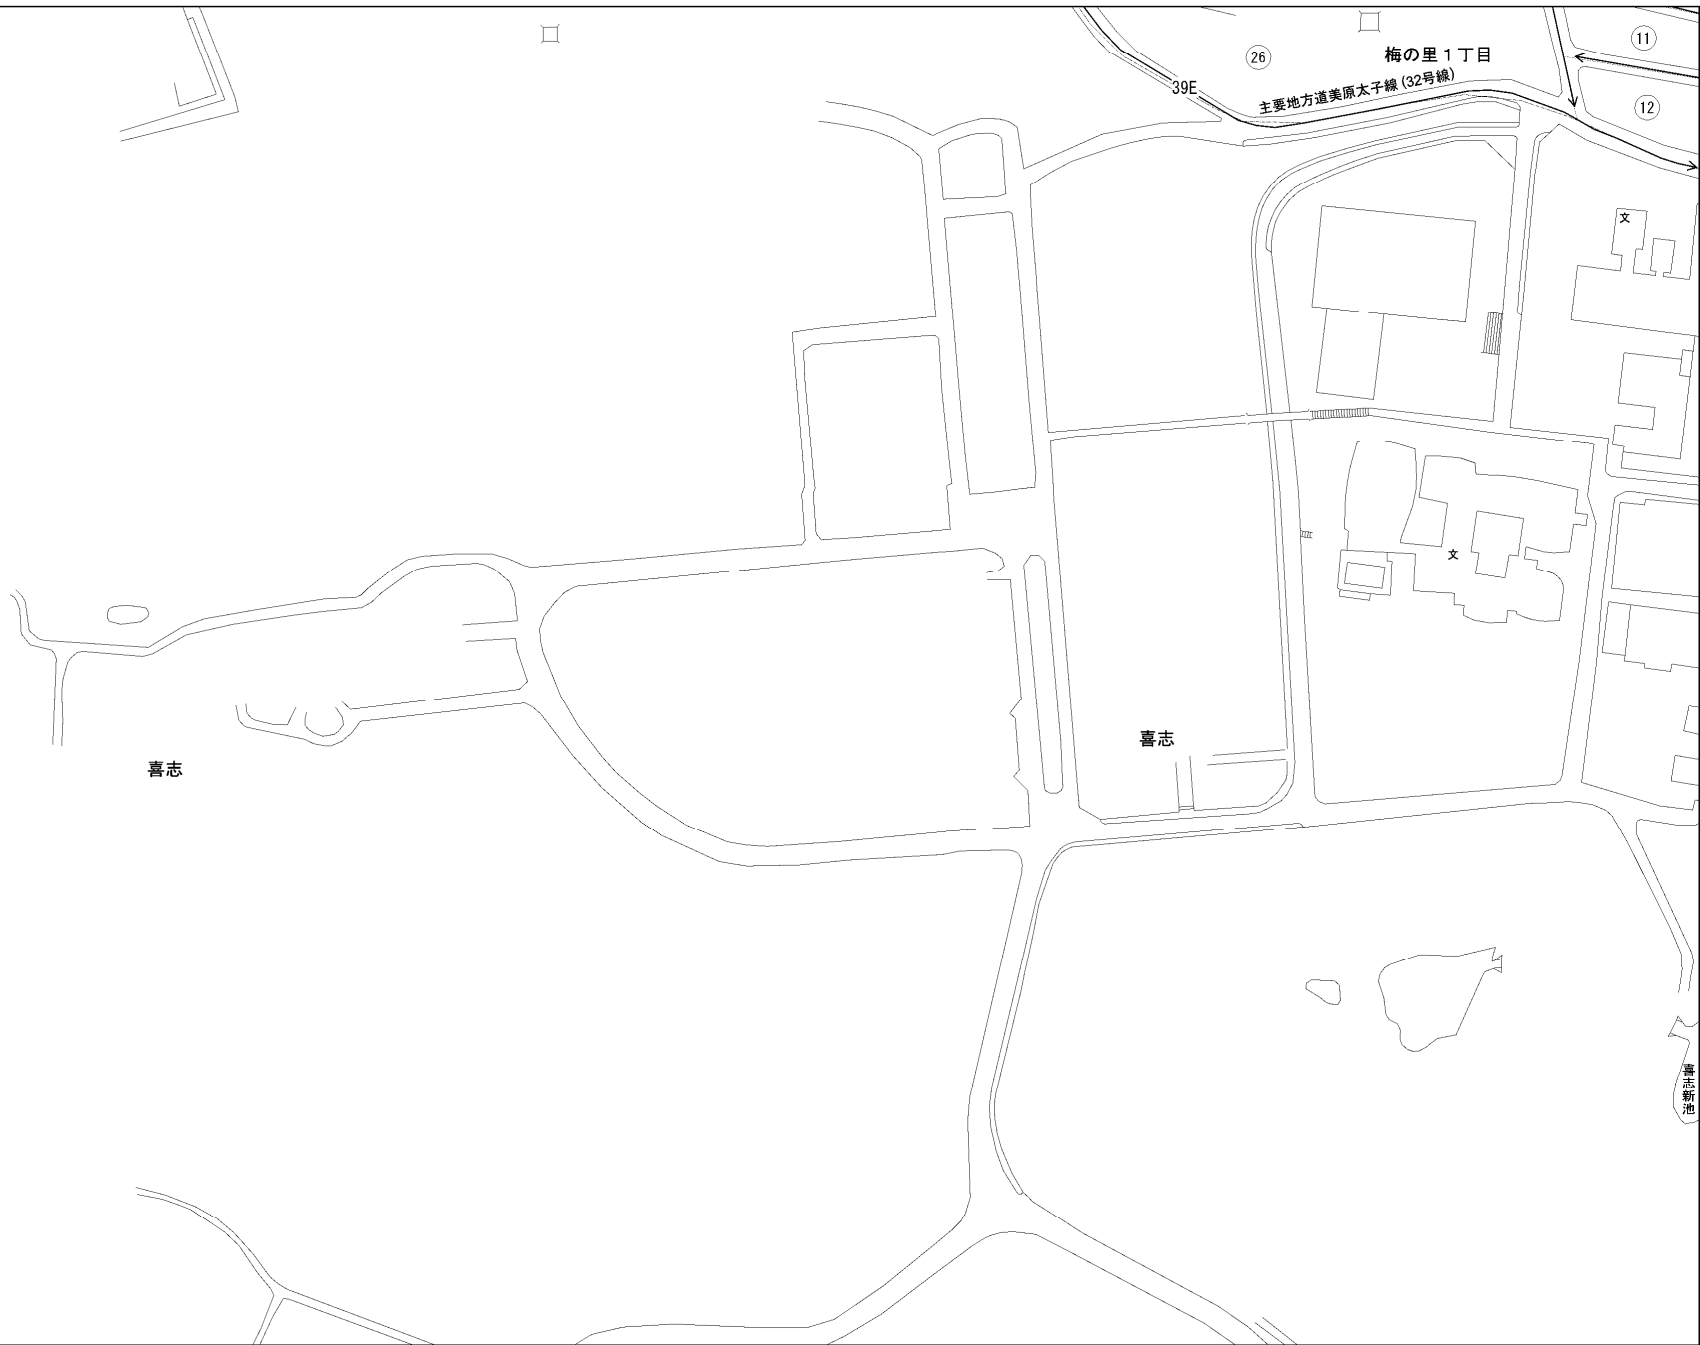 ⑪
梅の里１丁目
㉖
39E
主要地方道美原太子線(32号線)
⑫
文
文
喜志
喜志
喜志新池